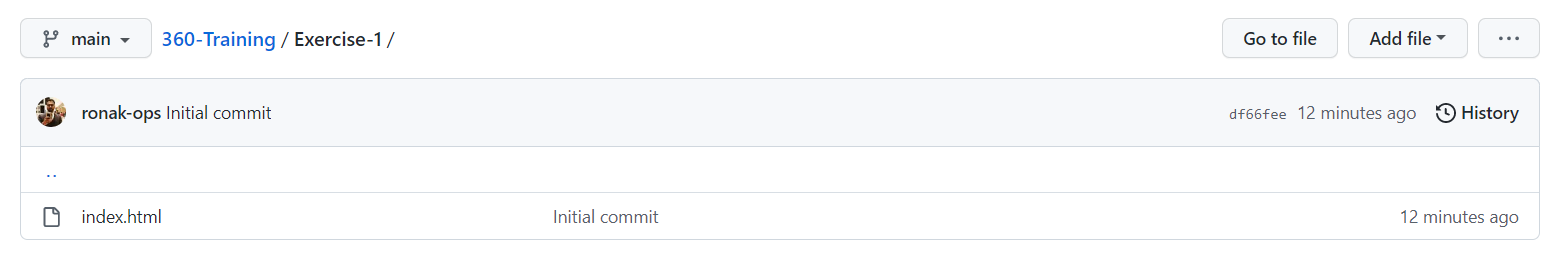 main 360-Training / Exercise-1 / Go to file Add file ...
ronak-ops Initial commit df66fee 12 minutes ago History
..
index.html Initial commit 12 minutes ago